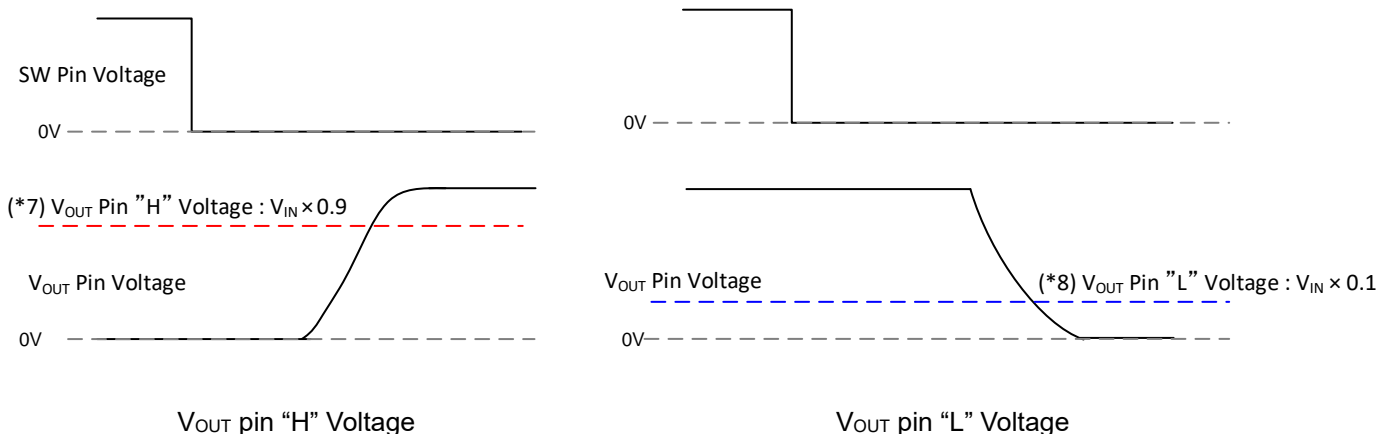 SW Pin Voltage
0V
(*7) VOUT Pin ”H” Voltage : VIN × 0.9
VOUT Pin Voltage
0V
VOUT pin “H” Voltage
0V
VOUT Pin Voltage
(*8) VOUT Pin ”L” Voltage : VIN × 0.1
0V
VOUT pin “L” Voltage